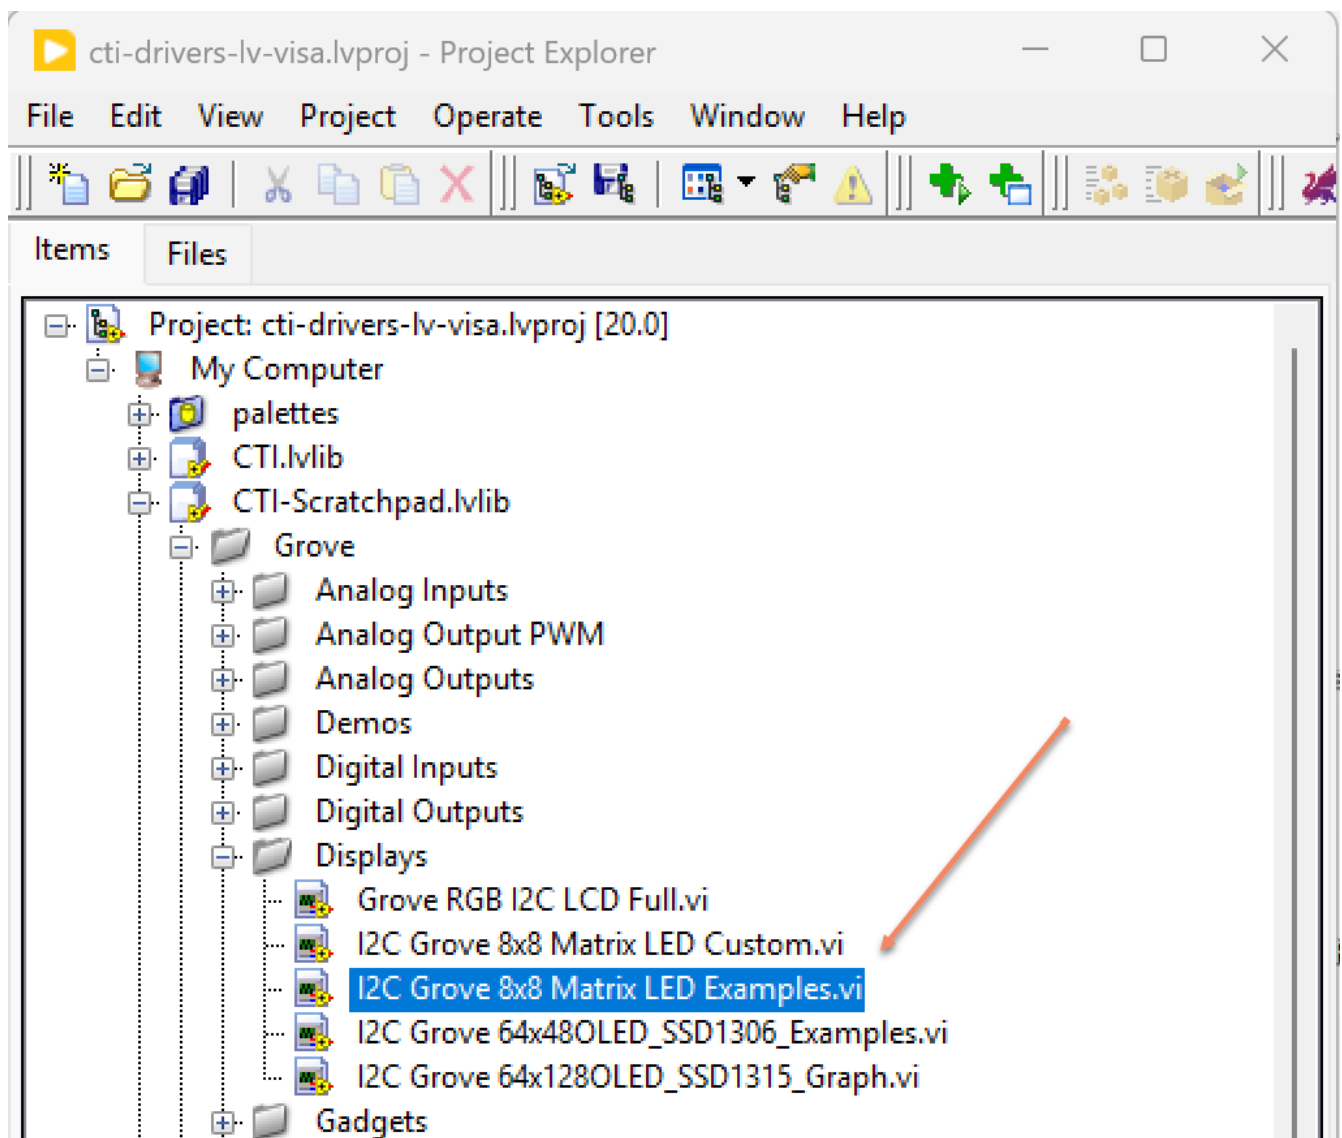 cti-drivers-lv-visa.lvproj - Project Explorer
File Edit View Project Operate Tools Window Help
Items Files
Project: cti-drivers-lv-visa.lvproj [20.0]
My Computer
palettes
CTI.lvlib
CTI-Scratchpad.lvlib
Grove
Analog Inputs
Analog Output PWM
Analog Outputs
Demos
Digital Inputs
Digital Outputs
Displays
Grove RGB I2C LCD Full.vi
I2C Grove 8x8 Matrix LED Custom.vi
I2C Grove 8x8 Matrix LED Examples.vi
I2C Grove 64x48OLED_SSD1306_Examples.vi
I2C Grove 64x128OLED_SSD1315_Graph.vi
Gadgets